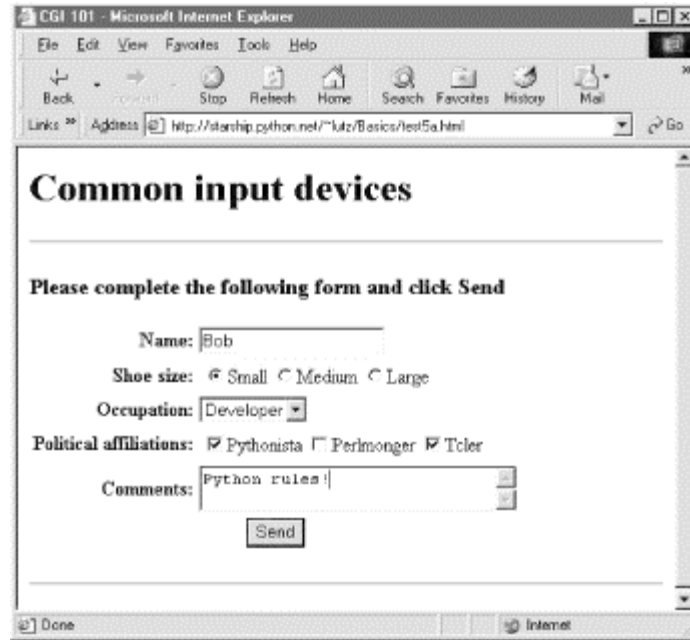 CGI 101 - Microsoft Internet Explorer
File Edit View Favorites Tools Help
Back Forward Stop Refresh Home Search Favorites History Mail
Links » Address http://starship.python.net/~lutz/Basics/test5a.html Go
Common input devices
Please complete the following form and click Send
Name: Bob
Shoe size: Small Medium Large
Occupation: Developer
Political affiliations: Pythonista Perlmonger Tcler
Comments: Python rules!
Send
Done Internet